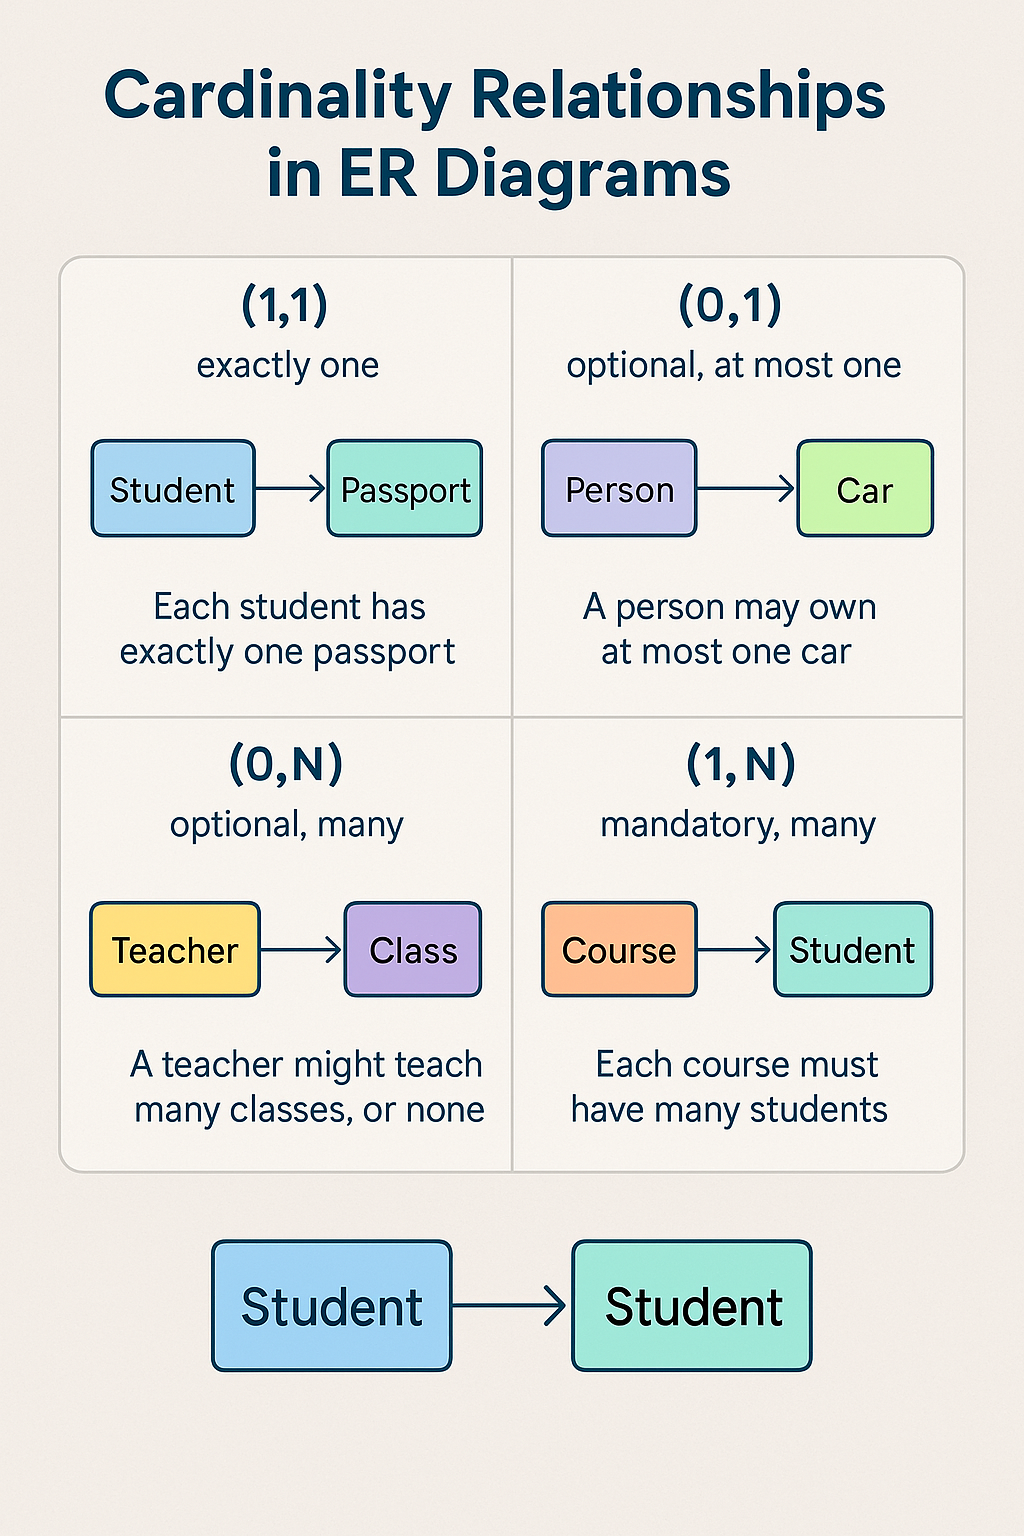 Cardinality Relationships
in ER Diagrams
(1,1)
exactly one
Student
Passport
Each student has
exactly one passport
(0,1)
optional, at most one
Person
Car
A person may own
at most one car
(0,N)
optional, many
Teacher
Class
A teacher might teach
many classes, or none
(1,N)
mandatory, many
Course
Student
Each course must
have many students
Student
Student